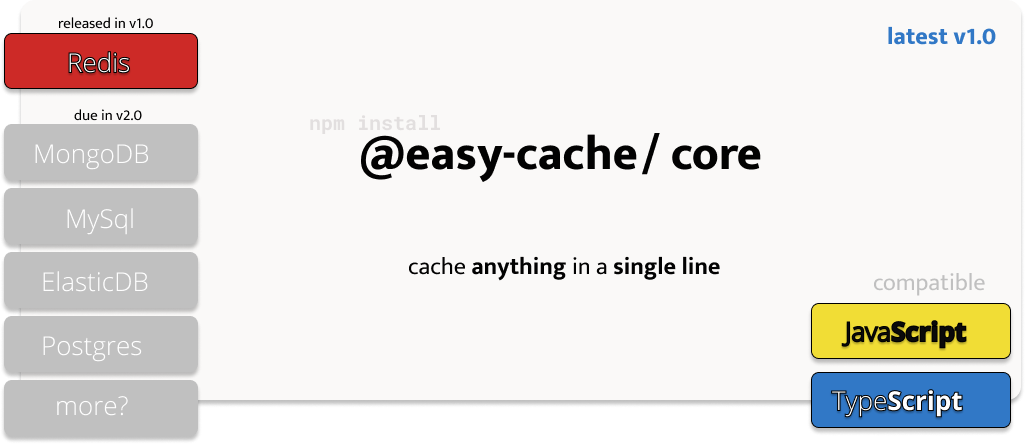 released in v1.0
Redis
due in v2.0
MongoDB
MySql
ElasticDB
Postgres
more?
latest v1.0
npm install
@easy-cache/ core
cache anything in a single line
compatible
JavaScript
TypeScript